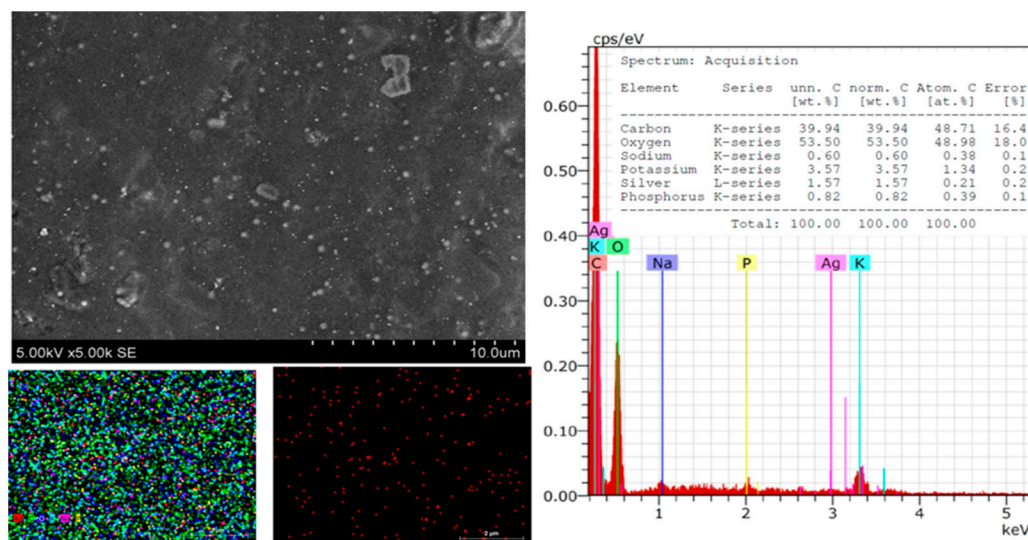 5.00kV x5.00k SE
10.0um
2 µm
cps/eV
Spectrum: Acquisition
Element Series unn. C norm. C Atom. C Error
[wt.%] [wt.%] [at.%] [%]
Carbon K-series 39.94 39.94 48.71 16.4
Oxygen K-series 53.50 53.50 48.98 18.0
Sodium K-series 0.60 0.60 0.38 0.1
Potassium K-series 3.57 3.57 1.34 0.2
Silver L-series 1.57 1.57 0.21 0.2
Phosphorus K-series 0.82 0.82 0.39 0.1
Total: 100.00 100.00 100.00
0.60
0.50
0.40
0.30
0.20
0.10
0.00
Ag
K O
C Na P Ag K
1 2 3 4 5
keV